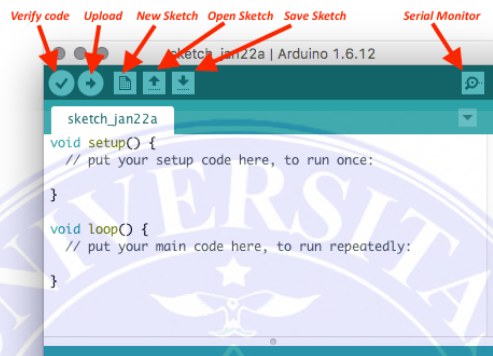 Verify code Upload New Sketch Open Sketch Save Sketch Serial Monitor
sketch_jan22a | Arduino 1.6.12
sketch_jan22a
void setup() {
// put your setup code here, to run once:
}
void loop() {
// put your main code here, to run repeatedly:
}
UNIVERSITA